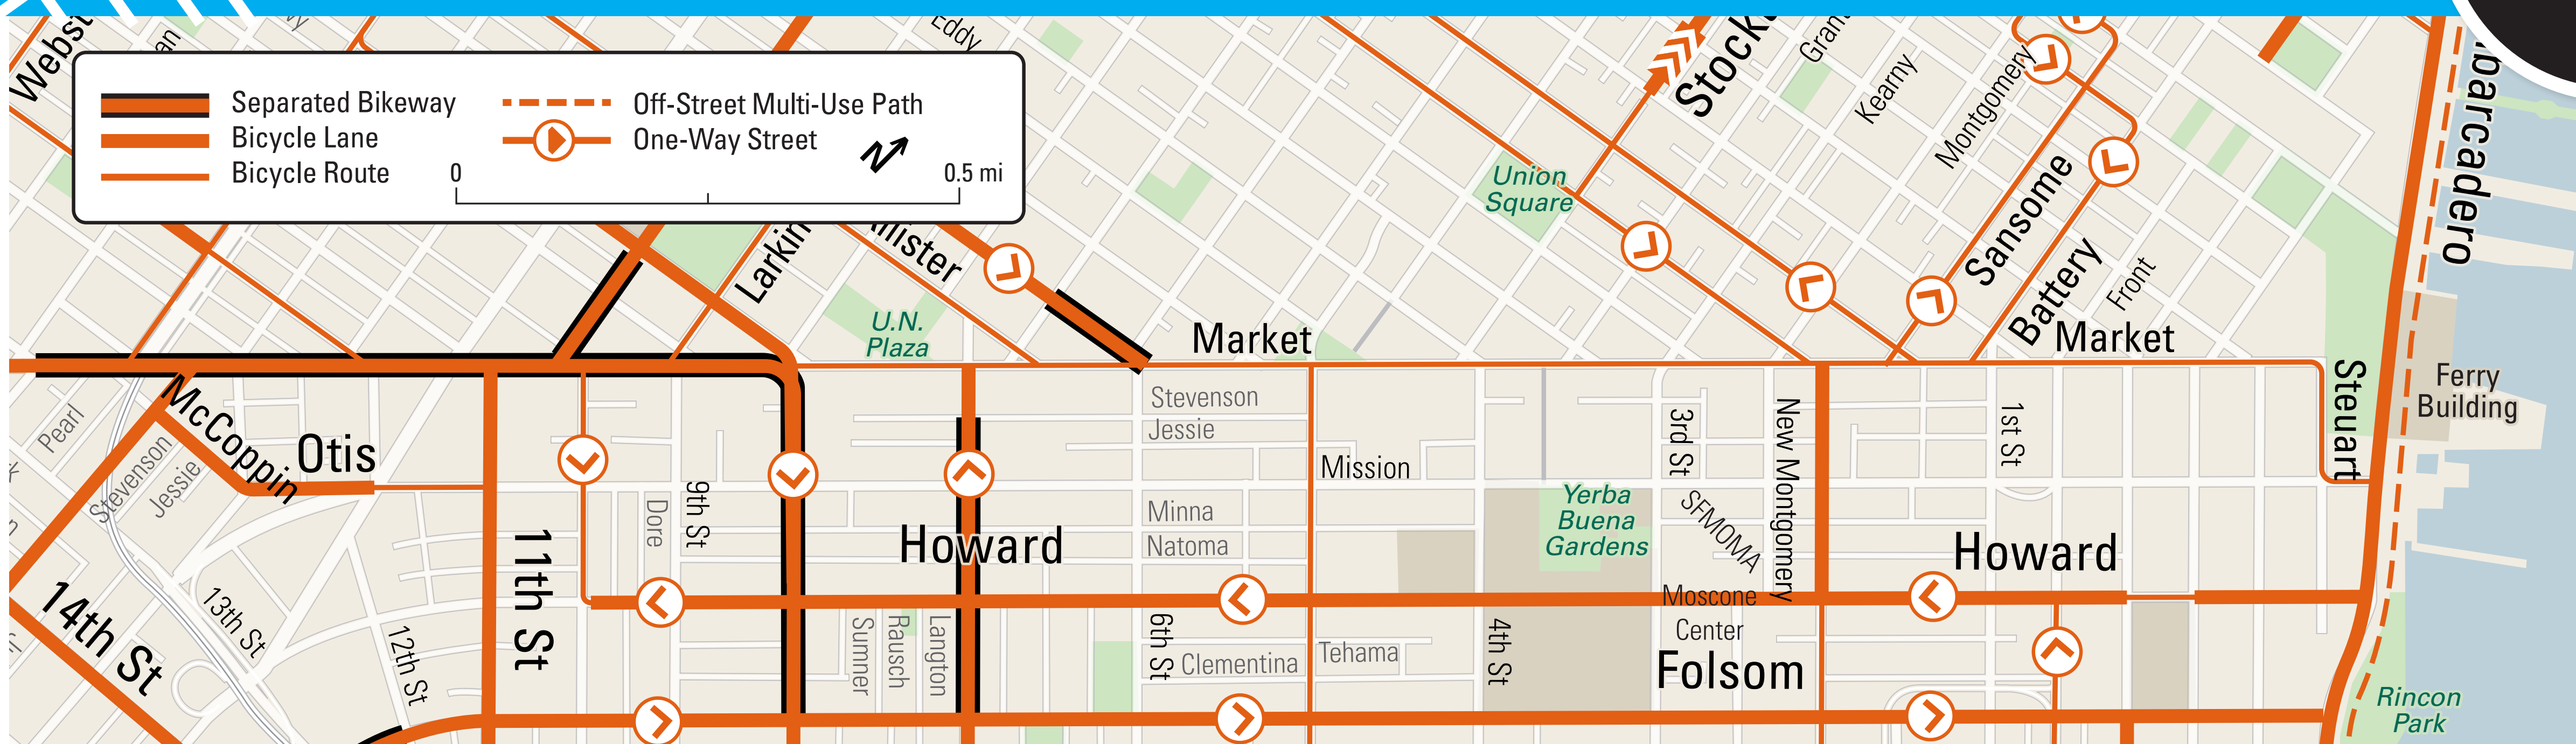 Separated Bikeway
Bicycle Lane
Bicycle Route
Off-Street Multi-Use Path
One-Way Street
N
0
0.5 mi
Eddy
Larkin
Union
Square
Grant
Kearny
Montgomery
Sansome
Battery
Front
U.N.
Plaza
Market
Market
Steuart
Ferry
Building
McCoppin
Otis
Pearl
Stevenson
Jessie
Stevenson
Jessie
Mission
Minna
Natoma
Dore
9th St
11th St
12th St
13th St
14th St
Howard
Howard
Yerba
Buena
Gardens
3rd St
SFMOMA
New Montgomery
1st St
Moscone
Center
Folsom
4th St
6th St
Clementina
Tehama
Sumner
Rausch
Langton
Rincon
Park